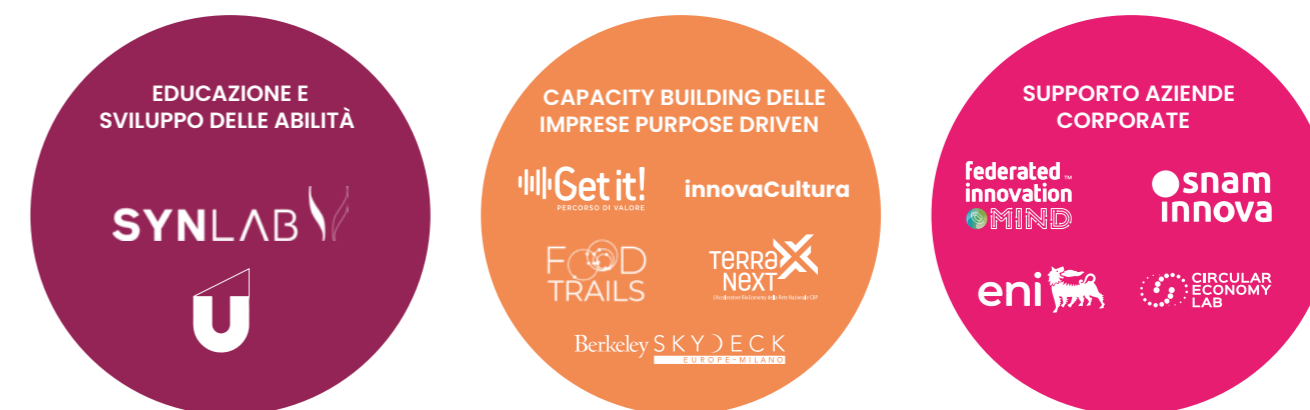 EDUCAZIONE E
SVILUPPO DELLE ABILITÀ
SYNLAB
U
CAPACITY BUILDING DELLE
IMPRESE PURPOSE DRIVEN
Get it!
PERCORSO DI VALORE
innovaCultura
FOOD
TRAILS
TERRA
NEXT
Berkeley SKYDECK
EUROPE-MILANO
SUPPORTO AZIENDE
CORPORATE
federated™
innovation
@MIND
snam
innova
eni
CIRCULAR
ECONOMY
LAB